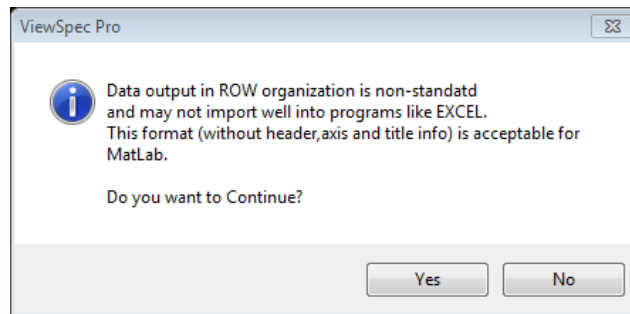 ViewSpec Pro
Data output in ROW organization is non-standatd
and may not import well into programs like EXCEL.
This format (without header,axis and title info) is acceptable for
MatLab.
Do you want to Continue?
Yes
No